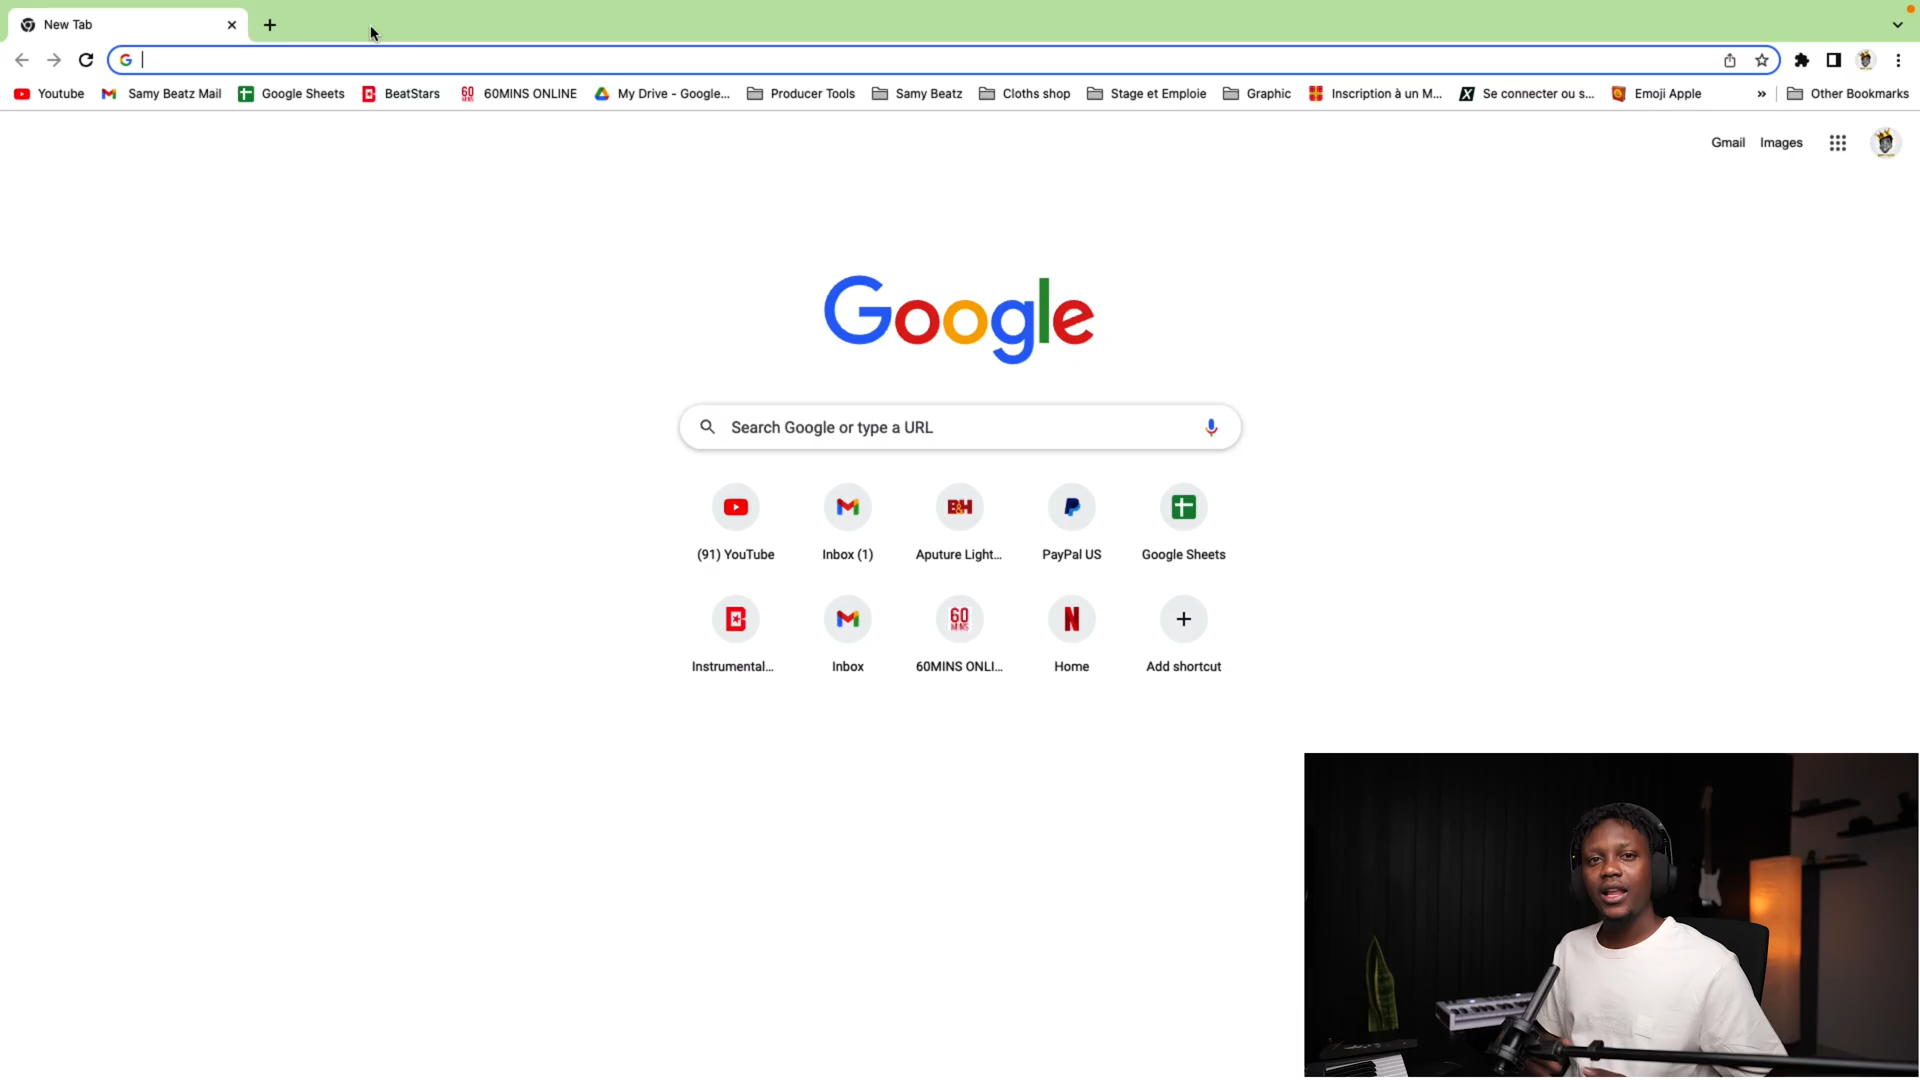 New Tab
Youtube Samy Beatz Mail Google Sheets BeatStars 60MINS ONLINE My Drive - Google... Producer Tools Samy Beatz Cloths shop Stage et Emploie Graphic Inscription à un M... Se connecter ou s... Emoji Apple » Other Bookmarks
Gmail Images
Google
Search Google or type a URL
B&H
(91) YouTube Inbox (1) Aputure Light... PayPal US Google Sheets
60
MINS
Instrumental... Inbox 60MINS ONLI... Home Add shortcut